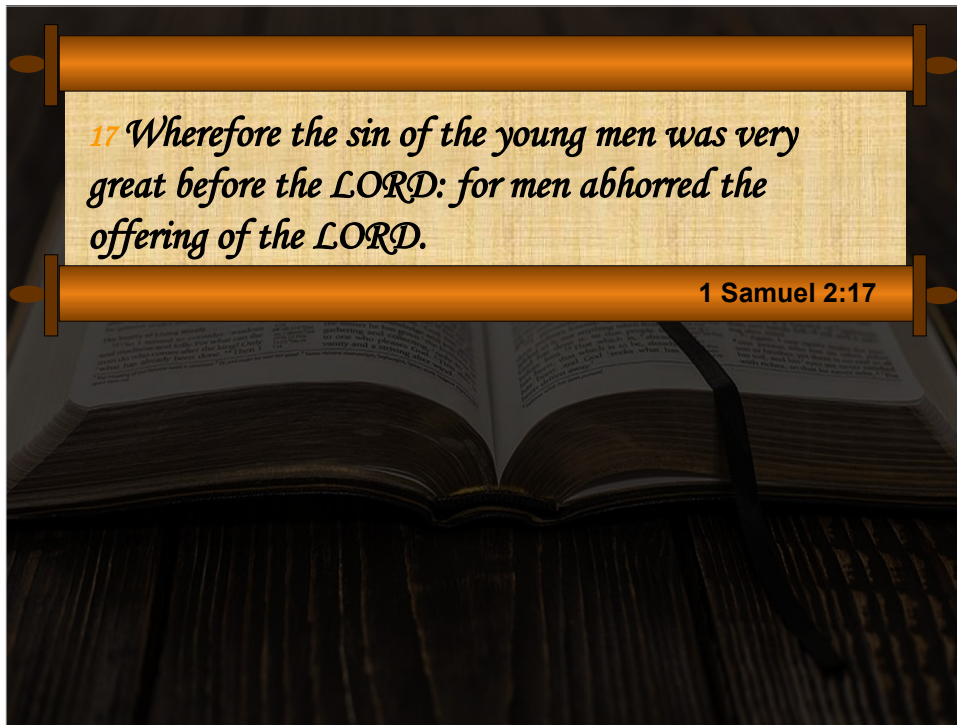 17 Wherefore the sin of the young men was very
great before the LORD: for men abhorred the
offering of the LORD.
1 Samuel 2:17